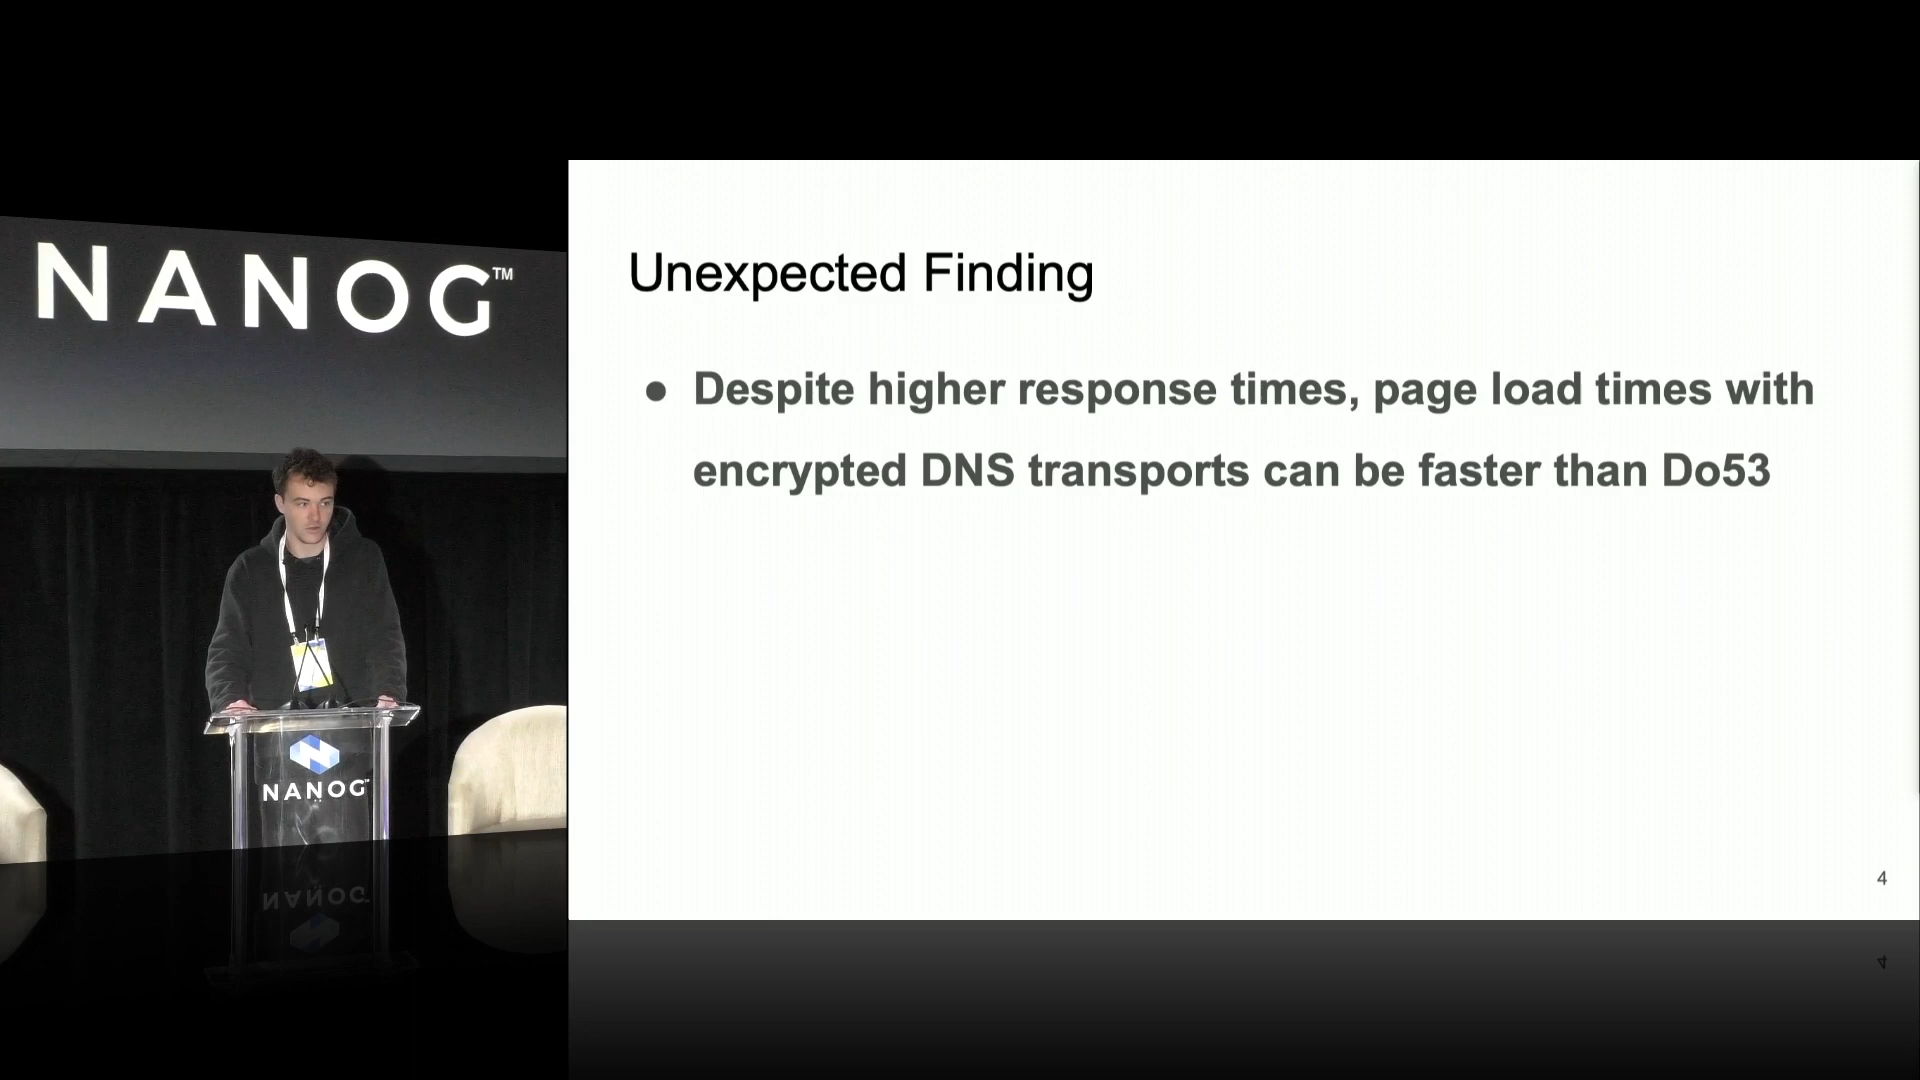 NANOG™
Unexpected Finding
● Despite higher response times, page load times with
encrypted DNS transports can be faster than Do53
4
NANOG™